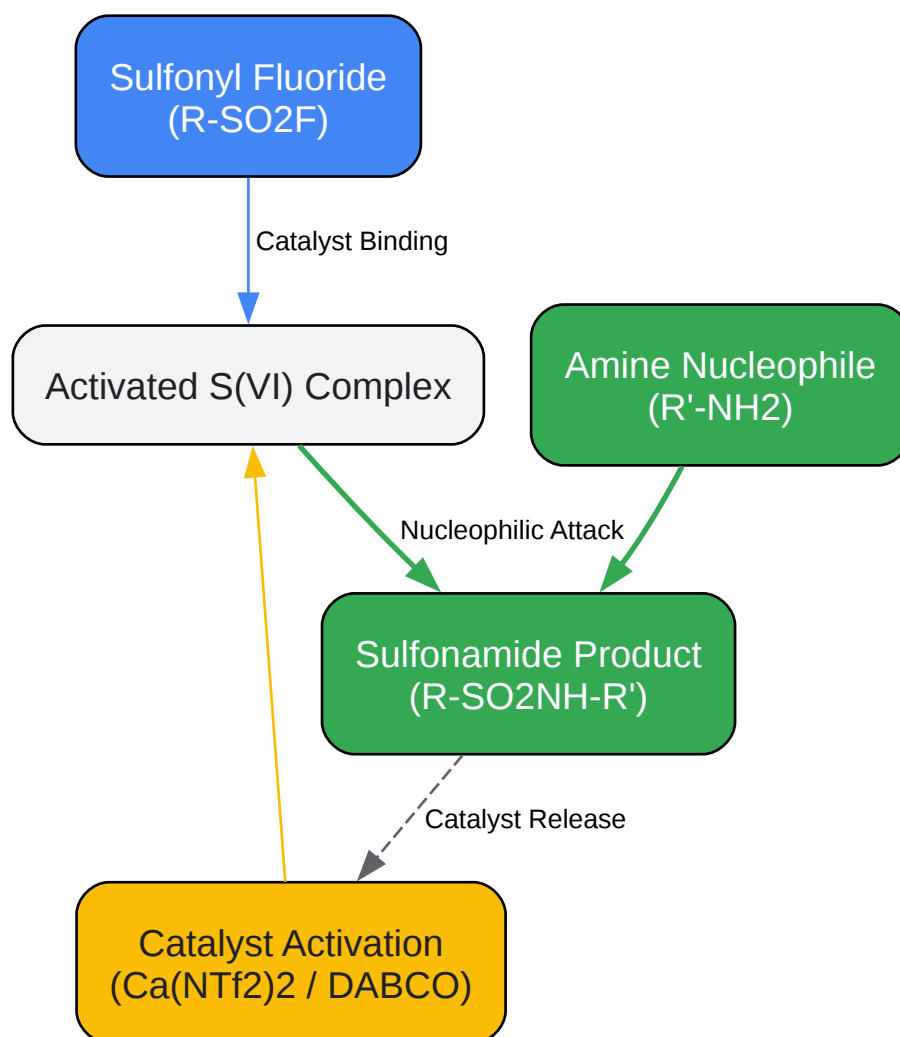 Sulfonyl Fluoride
(R-SO2F)
Catalyst Binding
Activated S(VI) Complex
Amine Nucleophile
(R'-NH2)
Nucleophilic Attack
Sulfonamide Product
(R-SO2NH-R')
Catalyst Release
Catalyst Activation
(Ca(NTf2)2 / DABCO)